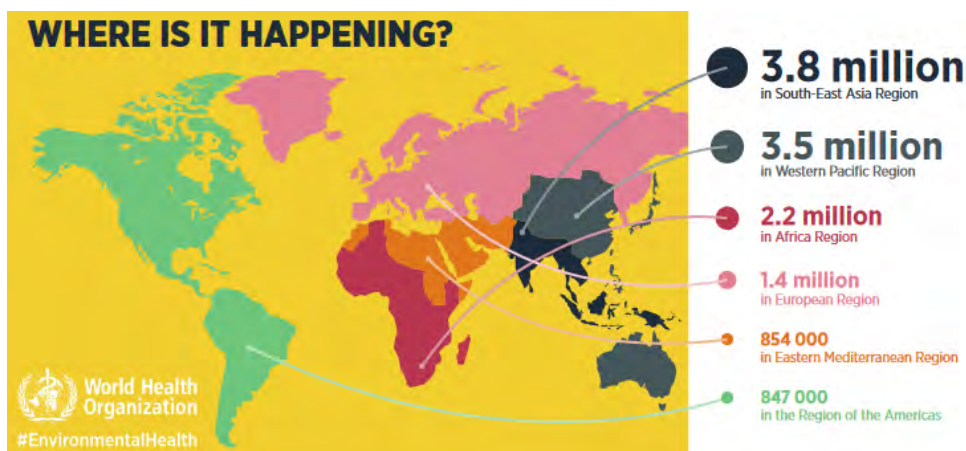 WHERE IS IT HAPPENING?
3.8 million
in South-East Asia Region
3.5 million
in Western Pacific Region
2.2 million
in Africa Region
1.4 million
in European Region
854 000
in Eastern Mediterranean Region
847 000
in the Region of the Americas
World Health
Organization
#EnvironmentalHealth